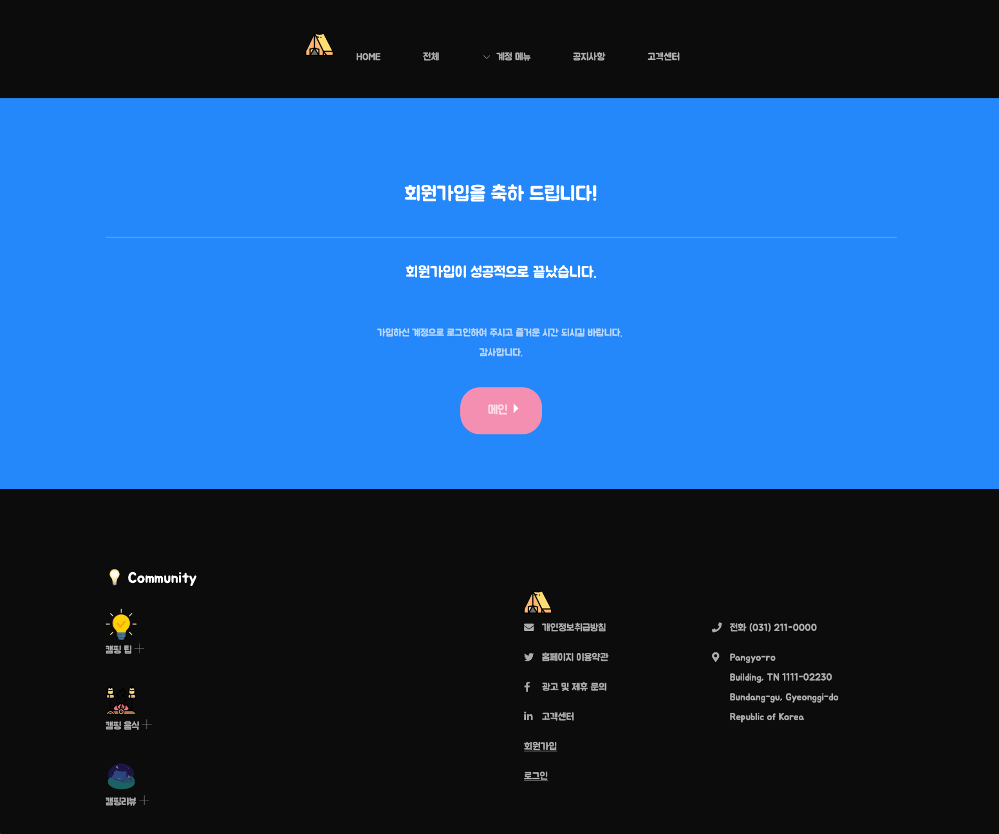 HOME
전체
계정 메뉴
공지사항
고객센터
회원가입을 축하 드립니다!
회원가입이 성공적으로 끝났습니다.
가입하신 계정으로 로그인하여 주시고 즐거운 시간 되시길 바랍니다.
감사합니다.
메인
Community
캠핑 팁
캠핑 음식
캠핑리뷰
개인정보취급방침
홈페이지 이용약관
광고 및 제휴 문의
고객센터
회원가입
로그인
전화 (031) 211-0000
Pangyo-ro
Building, TN 1111-02230
Bundang-gu, Gyeonggi-do
Republic of Korea